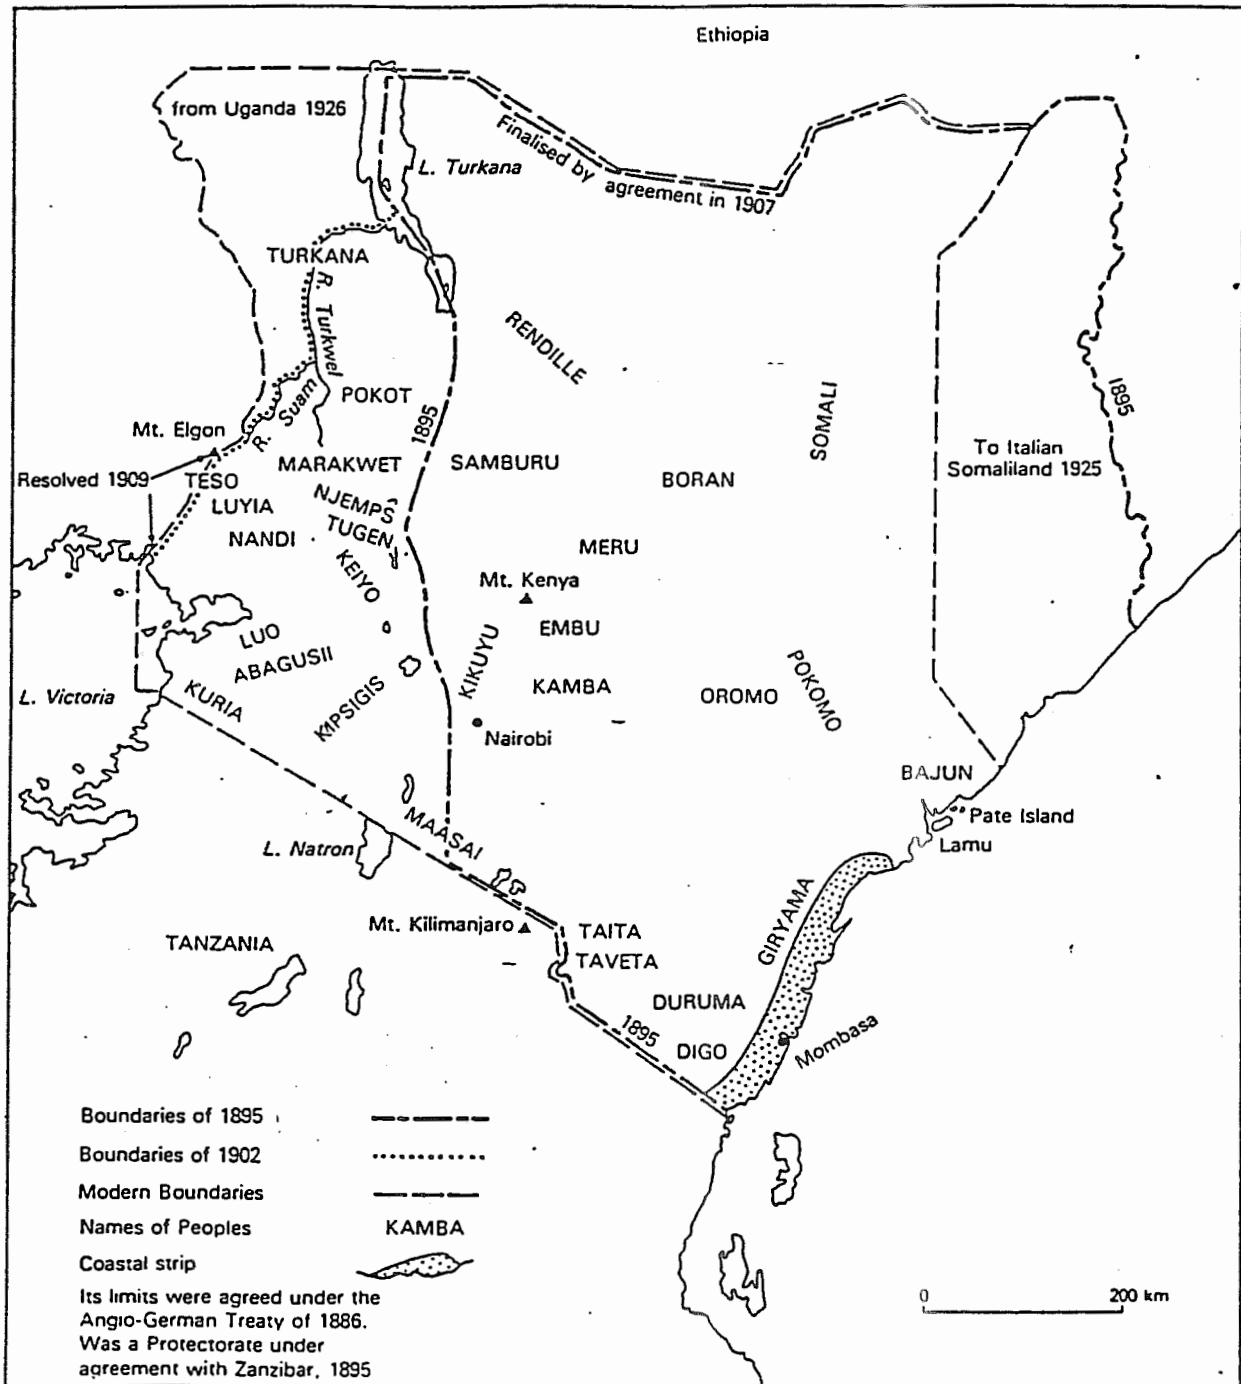 Ethiopia
from Uganda 1926
Finalised by agreement in 1907
L. Turkana
TURKANA
R. Turkwel
RENDILLE
POKOT
1895
SOMALI
1895
R. Suam
Mt. Elgon
MARAKWET
SAMBURU
To Italian
Somaliland 1925
Resolved 1909
TESO
BORAN
LUYIA
NJEMPS
NANDI
TUGEN
MERU
KEIYO
Mt. Kenya
LUO
EMBU
ABAGUSII
KIKUYU
POKOMO
L. Victoria
KURIA
KIPSIGIS
KAMBA
OROMO
Nairobi
BAJUN
MAASAI
Pate Island
L. Natron
Lamu
GIRYAMA
Mt. Kilimanjaro
TAITA
TANZANIA
TAVETA
DURUMA
1895
DIGO
Mombasa
Boundaries of 1895
Boundaries of 1902
Modern Boundaries
Names of Peoples KAMBA
Coastal strip
Its limits were agreed under the
Anglo-German Treaty of 1886.
Was a Protectorate under
agreement with Zanzibar, 1895
0 200 km